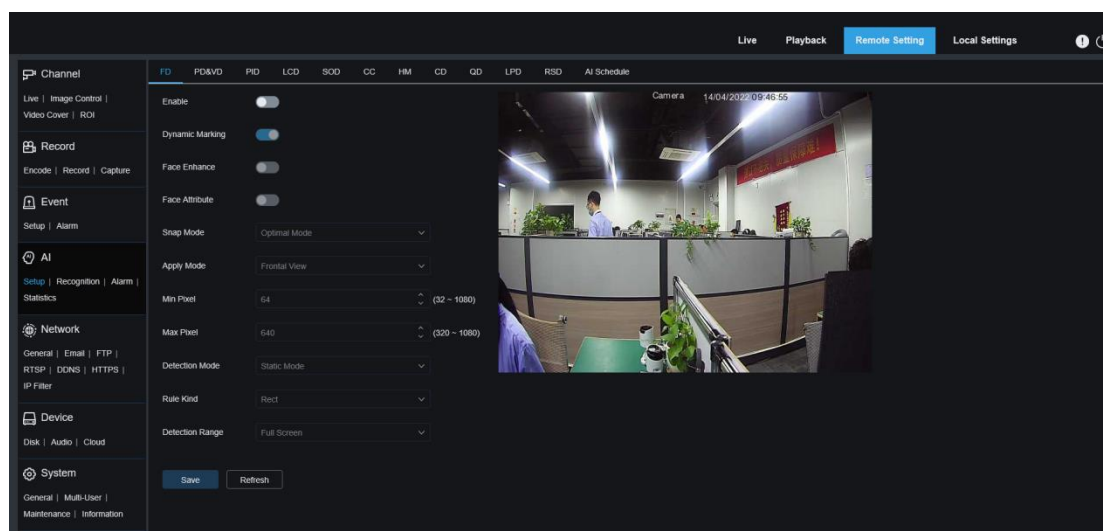 Live Playback Remote Setting Local Settings
Channel
Live | Image Control |
Video Cover | ROI
Record
Encode | Record | Capture
Event
Setup | Alarm
AI
Setup | Recognition | Alarm |
Statistics
Network
General | Email | FTP |
RTSP | DDNS | HTTPS |
IP Filter
Device
Disk | Audio | Cloud
System
General | Multi-User |
Maintenance | Information
FD PD&VD PID LCD SOD CC HM CD QD LPD RSD AI Schedule
Enable
Dynamic Marking
Face Enhance
Face Attribute
Snap Mode Optimal Mode
Apply Mode Frontal View
Min Pixel 64 (32 ~ 1080)
Max Pixel 640 (320 ~ 1080)
Detection Mode Static Mode
Rule Kind Rect
Detection Range Full Screen
Save Refresh
Camera 14/04/2022 09:46:55